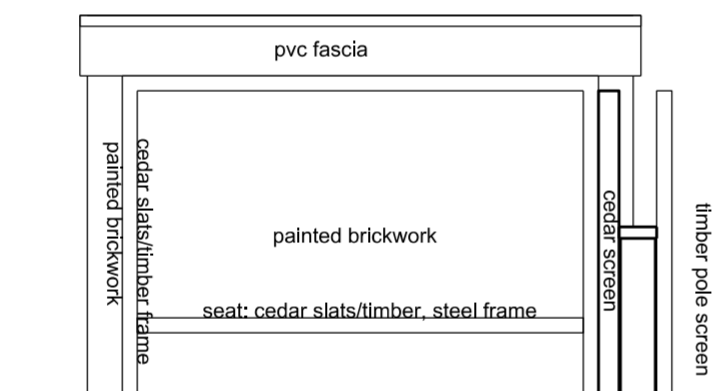 pvc fascia
painted brickwork
cedar slats/timber frame
painted brickwork
seat: cedar slats/timber, steel frame
cedar screen
timber pole screen